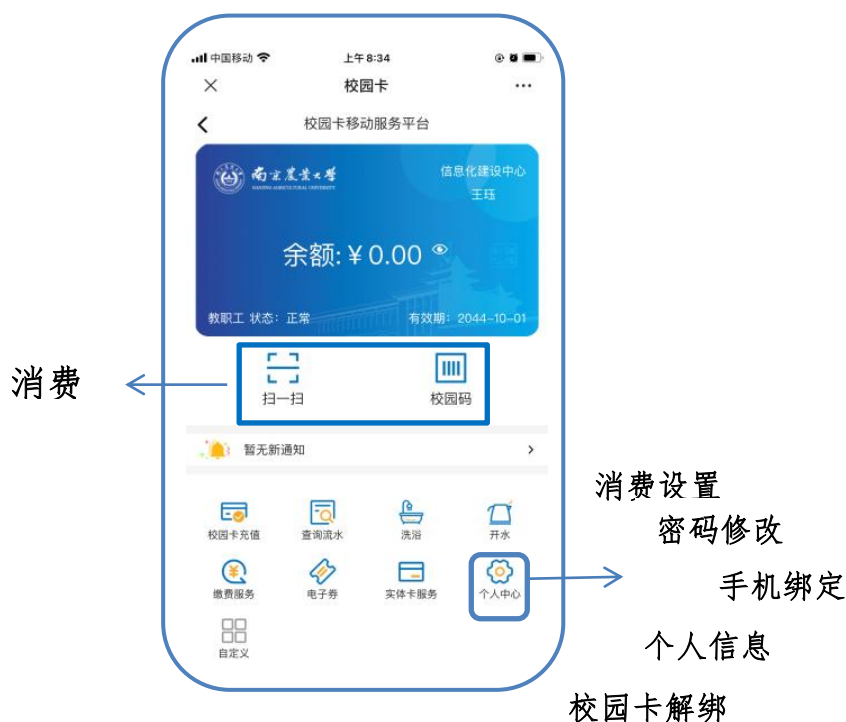 中国移动 上午8:34
校园卡
校园卡移动服务平台
南京农业大学 信息化建设中心
NANJING AGRICULTURAL UNIVERSITY 王珏
余额:¥0.00
教职工 状态：正常 有效期：2044-10-01
消费
扫一扫 校园码
暂无新通知
校园卡充值 查询流水 洗浴 开水
缴费服务 电子券 实体卡服务 个人中心
自定义
消费设置
密码修改
手机绑定
个人信息
校园卡解绑